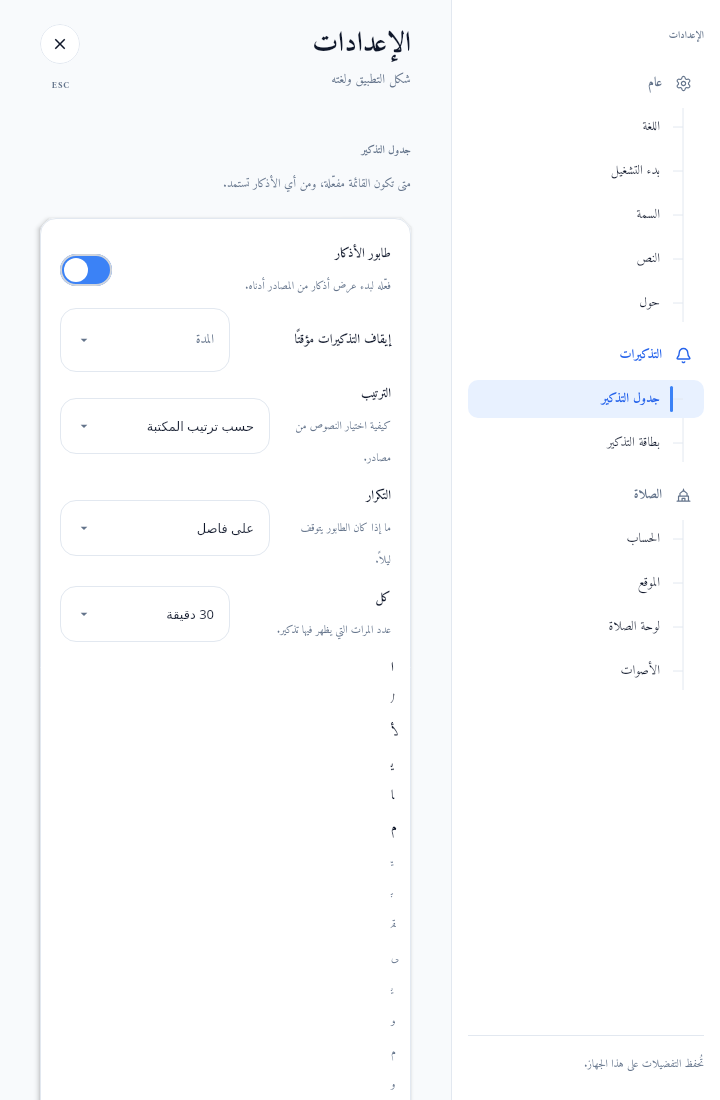 الإعدادات
عام
اللغة
بدء التشغيل
السمة
النص
حول
التذكيرات
جدول التذكير
بطاقة التذكير
الصلاة
الحساب
الموقع
لوحة الصلاة
الأصوات
تُحفظ التفضيلات على هذا الجهاز.
الإعدادات
شكل التطبيق ولغته
ESC
جدول التذكير
متى تكون القائمة مفعّلة، ومن أي الأذكار تستمد.
طابور الأذكار
فعّله لبدء عرض أذكار من المصادر أدناه.
إيقاف التذكيرات مؤقتًا
المدة
الترتيب
كيفية اختيار النصوص من
مصادر.
حسب ترتيب المكتبة
التكرار
ما إذا كان الطابور يتوقف
ليلاً.
على فاصل
كل
عدد المرات التي يظهر فيها تذكير.
30 دقيقة
ا
ل
أ
ي
ا
م